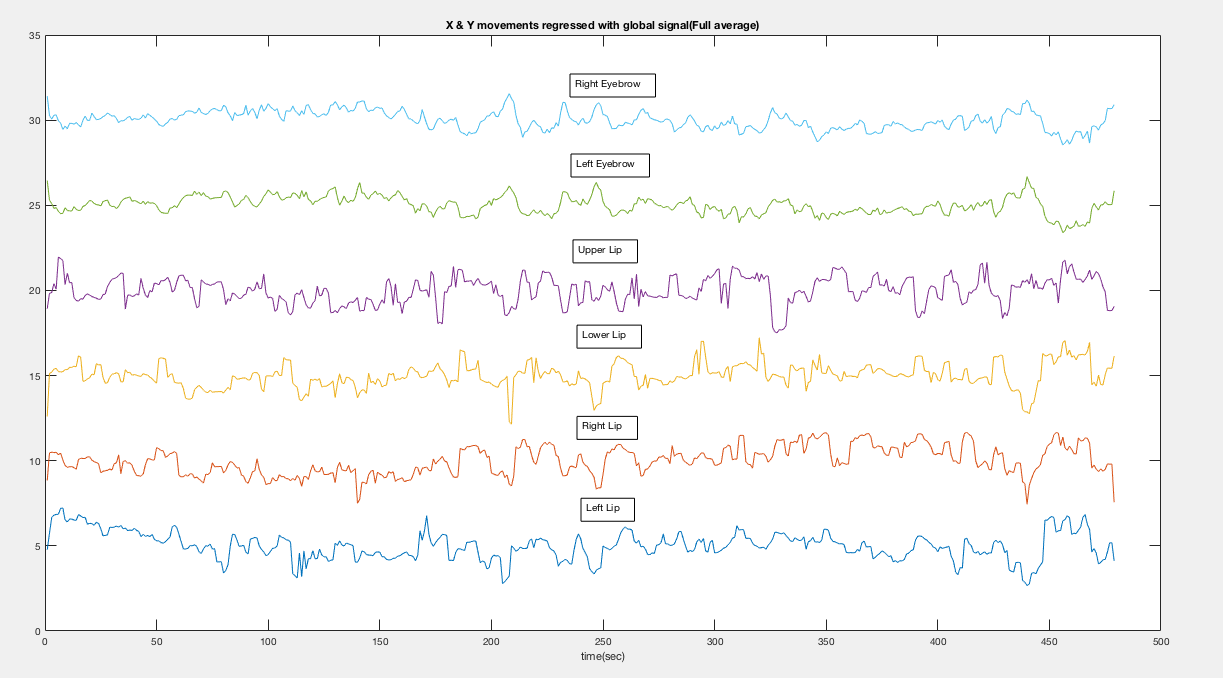 X & Y movements regressed with global signal(Full average)
35
Right Eyebrow
30
Left Eyebrow
25
Upper Lip
20
Lower Lip
15
Right Lip
10
Left Lip
5
0
0 50 100 150 200 250 300 350 400 450 500
time(sec)